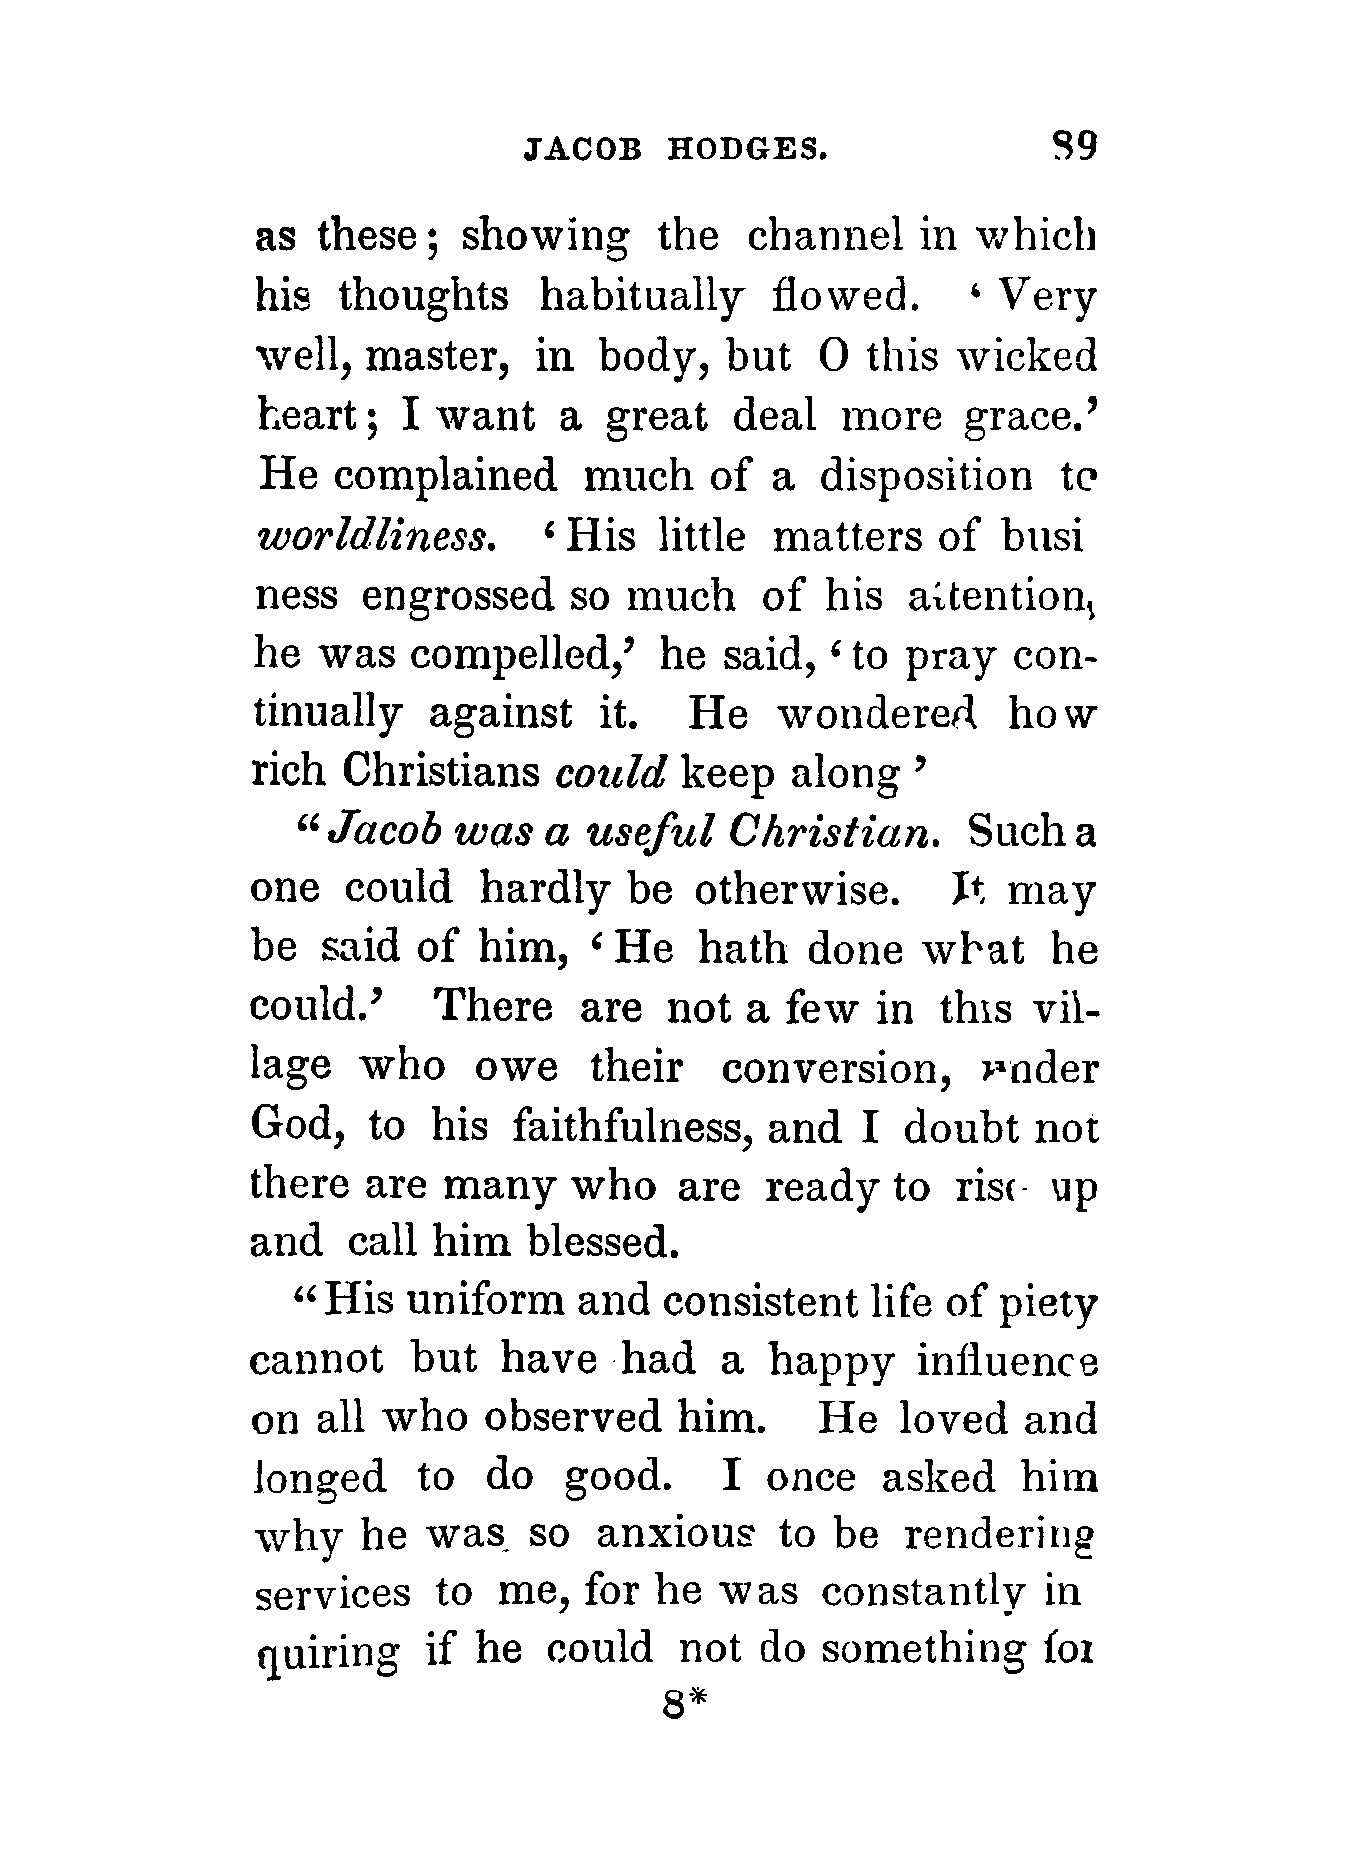 JACOB HODGES. 89
as these; showing the channel in which
his thoughts habitually flowed. ‘ Very
well, master, in body, but O this wicked
heart; I want a great deal more grace.’
He complained much of a disposition to
worldliness. ‘ His little matters of busi
ness engrossed so much of his attention,
he was compelled,’ he said, ‘ to pray con-
tinually against it. He wondered how
rich Christians could keep along ’
“ Jacob was a useful Christian. Such a
one could hardly be otherwise. It may
be said of him, ‘ He hath done what he
could.’ There are not a few in this vil-
lage who owe their conversion, under
God, to his faithfulness, and I doubt not
there are many who are ready to rise up
and call him blessed.
“ His uniform and consistent life of piety
cannot but have had a happy influence
on all who observed him. He loved and
longed to do good. I once asked him
why he was so anxious to be rendering
services to me, for he was constantly in
quiring if he could not do something for
8*